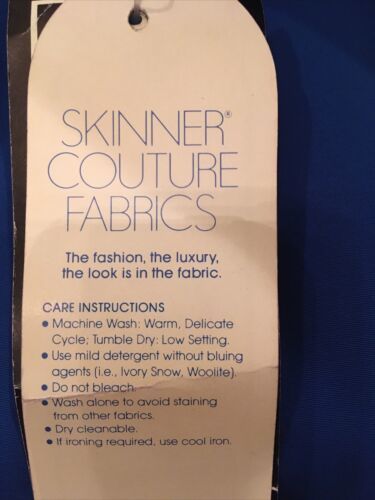 SKINNER®
COUTURE
FABRICS
The fashion, the luxury,
the look is in the fabric.
CARE INSTRUCTIONS
• Machine Wash: Warm, Delicate
Cycle; Tumble Dry: Low Setting.
• Use mild detergent without bluing
agents (i.e., Ivory Snow, Woolite).
• Do not bleach.
• Wash alone to avoid staining
from other fabrics.
• Dry cleanable.
• If ironing required, use cool iron.